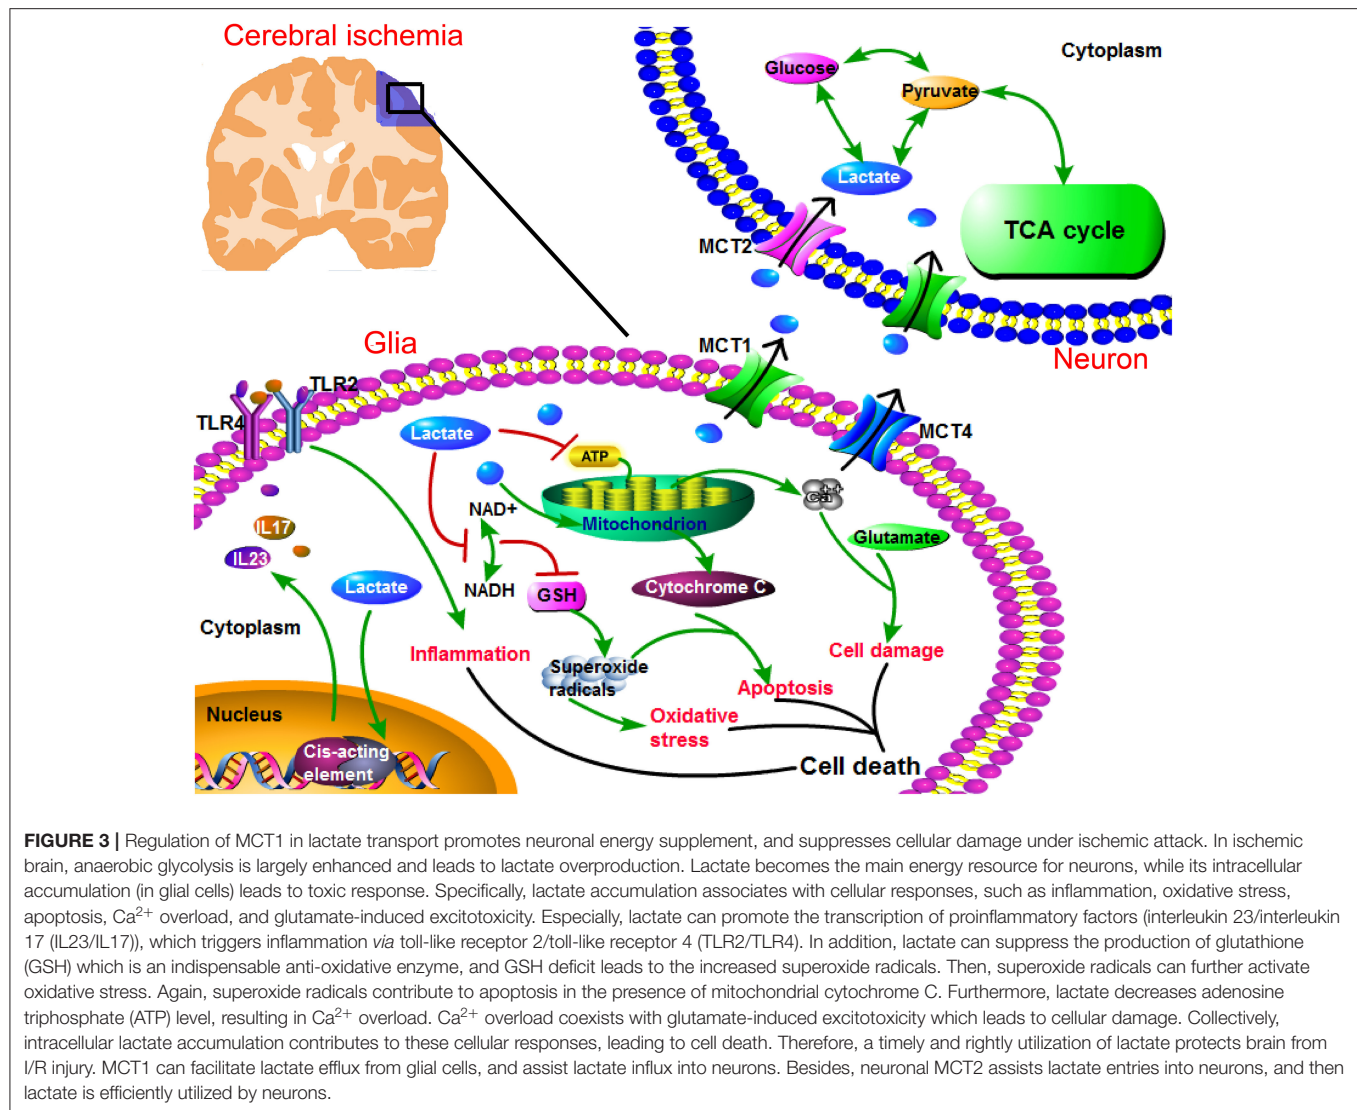 Cerebral ischemia
Cytoplasm
Glucose
Pyruvate
Lactate
TCA cycle
MCT2
MCT1
Neuron
Glia
TLR2
TLR4
MCT4
Lactate
ATP
Ca++
NAD+
Mitochondrion
IL17
Glutamate
IL23
Lactate
NADH
GSH
Cytochrome C
Cytoplasm
Inflammation
Cell damage
Superoxide
radicals
Apoptosis
Nucleus
Oxidative
stress
Cis-acting
element
Cell death
FIGURE 3 | Regulation of MCT1 in lactate transport promotes neuronal energy supplement, and suppresses cellular damage under ischemic attack. In ischemic
brain, anaerobic glycolysis is largely enhanced and leads to lactate overproduction. Lactate becomes the main energy resource for neurons, while its intracellular
accumulation (in glial cells) leads to toxic response. Specifically, lactate accumulation associates with cellular responses, such as inflammation, oxidative stress,
apoptosis, Ca²⁺ overload, and glutamate-induced excitotoxicity. Especially, lactate can promote the transcription of proinflammatory factors (interleukin 23/interleukin
17 (IL23/IL17)), which triggers inflammation via toll-like receptor 2/toll-like receptor 4 (TLR2/TLR4). In addition, lactate can suppress the production of glutathione
(GSH) which is an indispensable anti-oxidative enzyme, and GSH deficit leads to the increased superoxide radicals. Then, superoxide radicals can further activate
oxidative stress. Again, superoxide radicals contribute to apoptosis in the presence of mitochondrial cytochrome C. Furthermore, lactate decreases adenosine
triphosphate (ATP) level, resulting in Ca²⁺ overload. Ca²⁺ overload coexists with glutamate-induced excitotoxicity which leads to cellular damage. Collectively,
intracellular lactate accumulation contributes to these cellular responses, leading to cell death. Therefore, a timely and rightly utilization of lactate protects brain from
I/R injury. MCT1 can facilitate lactate efflux from glial cells, and assist lactate influx into neurons. Besides, neuronal MCT2 assists lactate entries into neurons, and then
lactate is efficiently utilized by neurons.